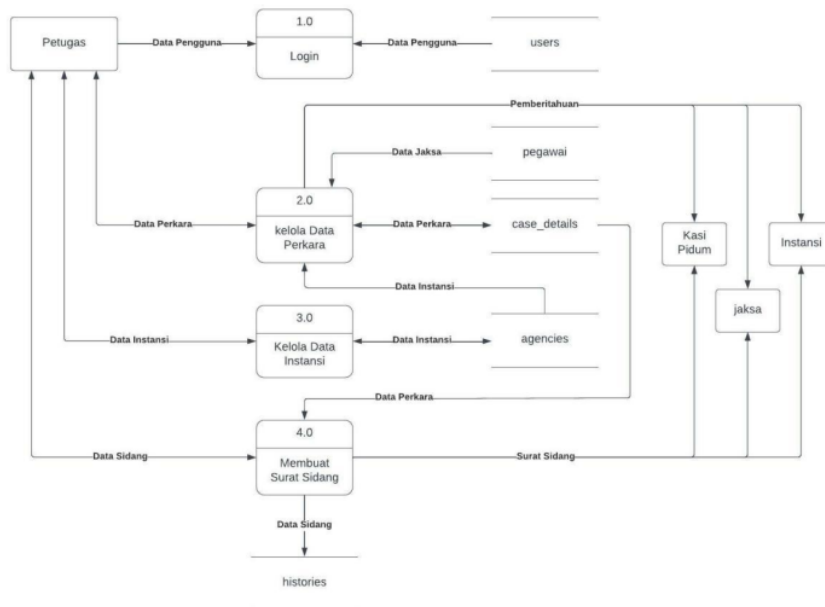 1.0
Petugas
Data Pengguna
Login
Data Pengguna
users
Pemberitahuan
Data Jaksa
pegawai
2.0
kelola Data
Perkara
Data Perkara
Data Perkara
case_details
Kasi
Pidum
Instansi
Data Instansi
jaksa
3.0
Kelola Data
Instansi
Data Instansi
Data Instansi
agencies
Data Perkara
4.0
Membuat
Surat Sidang
Data Sidang
Surat Sidang
Data Sidang
histories